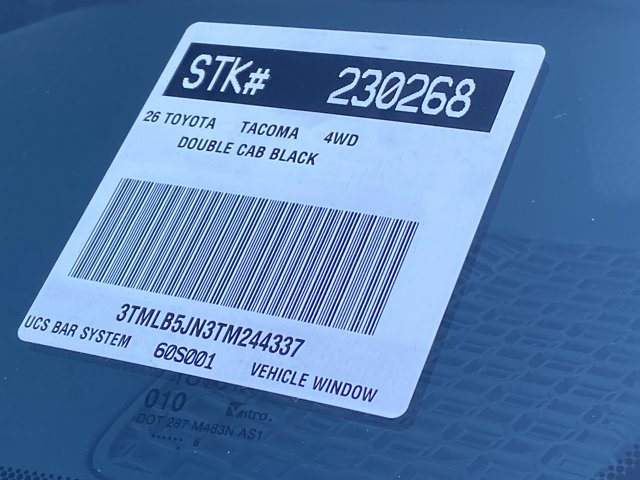 STK# 230268
26 TOYOTA TACOMA 4WD
DOUBLE CAB BLACK
3TMLB5JN3TM244337
UCS BAR SYSTEM 60S001 VEHICLE WINDOW
010 Vitro.
DOT 287 M483N AS1